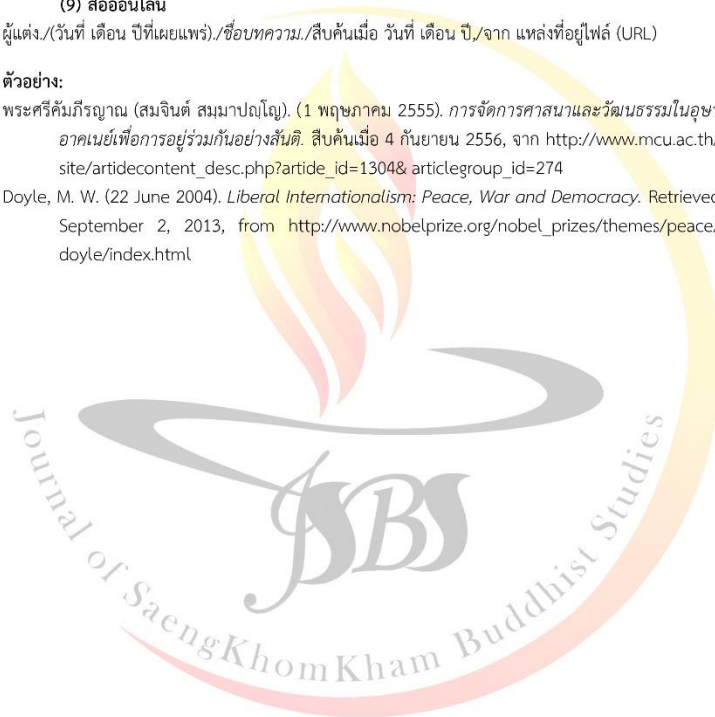 (9) สื่อออนไลน์
ผู้แต่ง./(วันที่ เดือน ปีที่เผยแพร่)./ชื่อบทความ./สืบค้นเมื่อ วันที่ เดือน ปี,/จาก แหล่งที่อยู่ไฟล์ (URL)
ตัวอย่าง:
พระศรีคัมภีรญาณ (สมจินต์ สมฺมาปญฺโญ). (1 พฤษภาคม 2555). การจัดการศาสนาและวัฒนธรรมในอุษา
อาคเนย์เพื่อการอยู่ร่วมกันอย่างสันติ. สืบค้นเมื่อ 4 กันยายน 2556, จาก http://www.mcu.ac.th/
site/artidecontent_desc.php?artide_id=1304& articlegroup_id=274
Doyle, M. W. (22 June 2004). Liberal Internationalism: Peace, War and Democracy. Retrieved
September 2, 2013, from http://www.nobelprize.org/nobel_prizes/themes/peace/
doyle/index.html
JSBS
Journal of SaengKhomKham Buddhist Studies